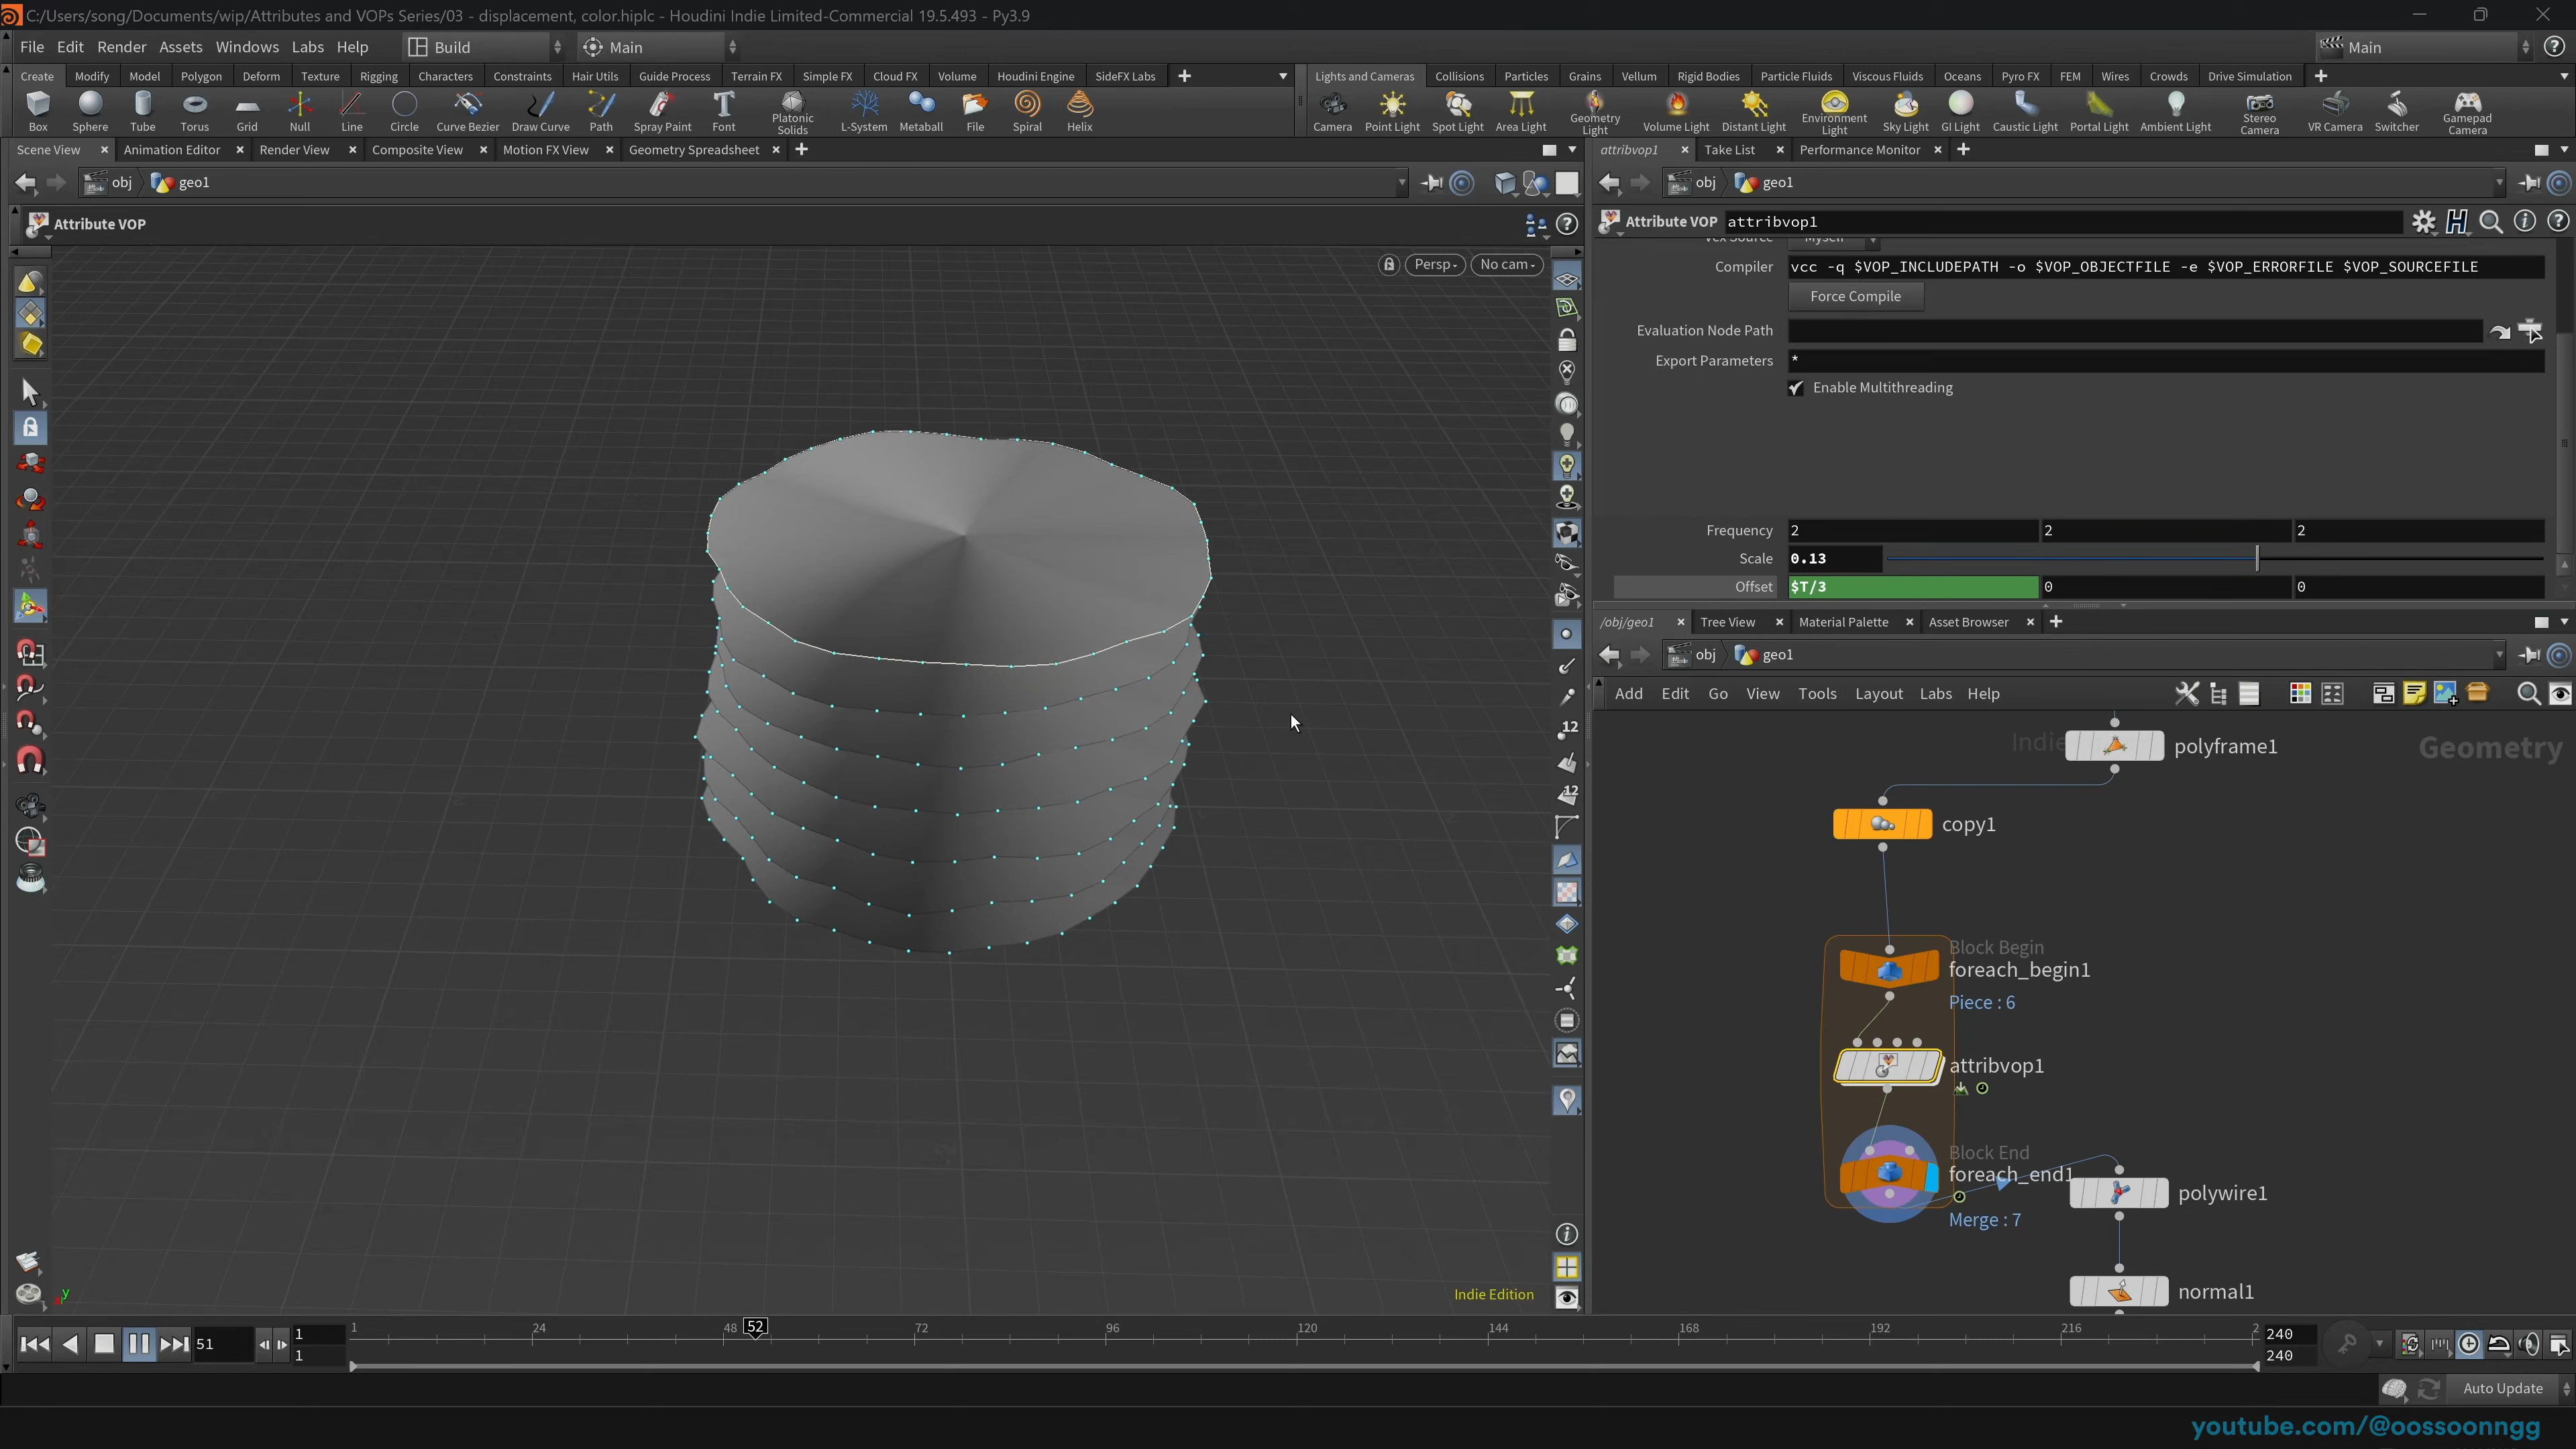 C:/Users/song/Documents/wip/Attributes and VOPs Series/03 - displacement, color.hiplc - Houdini Indie Limited-Commercial 19.5.493 - Py3.9
File Edit Render Assets Windows Labs Help Build Main Main
Create Modify Model Polygon Deform Texture Rigging Characters Constraints Hair Utils Guide Process Terrain FX Simple FX Cloud FX Volume Houdini Engine SideFX Labs
Lights and Cameras Collisions Particles Grains Vellum Rigid Bodies Particle Fluids Viscous Fluids Oceans Pyro FX FEM Wires Crowds Drive Simulation
Box Sphere Tube Torus Grid Null Line Circle Curve Bezier Draw Curve Path Spray Paint Font Platonic Solids L-System Metaball File Spiral Helix
Camera Point Light Spot Light Area Light Geometry Light Volume Light Distant Light Environment Light Sky Light GI Light Caustic Light Portal Light Ambient Light Stereo Camera VR Camera Switcher Gamepad Camera
Scene View Animation Editor Render View Composite View Motion FX View Geometry Spreadsheet
attribvop1 Take List Performance Monitor
obj geo1
obj geo1
Attribute VOP
Attribute VOP attribvop1
Persp No cam
Vex Source Myself
Compiler vcc -q $VOP_INCLUDEPATH -o $VOP_OBJECTFILE -e $VOP_ERRORFILE $VOP_SOURCEFILE
Force Compile
Evaluation Node Path
Export Parameters *
Enable Multithreading
Frequency 2 2 2
Scale 0.13
Offset $T/3 0 0
/obj/geo1 Tree View Material Palette Asset Browser
obj geo1
Add Edit Go View Tools Layout Labs Help
12
12
Indie
Geometry
polyframe1
copy1
Block Begin
foreach_begin1
Piece : 6
attribvop1
Block End
foreach_end1
Merge : 7
polywire1
normal1
Indie Edition
y
51 1 1
1 24 48 52 72 96 120 144 168 192 216 2
240
240
Auto Update
youtube.com/@oossoonngg